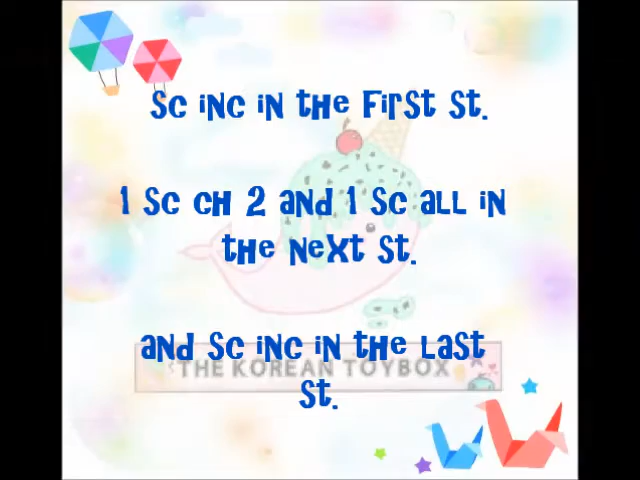 Sc inc in the First St.
1 Sc ch 2 and 1 Sc all in
the next St.
and Sc inc in the Last
THE KOREAN TOYBOX
St.